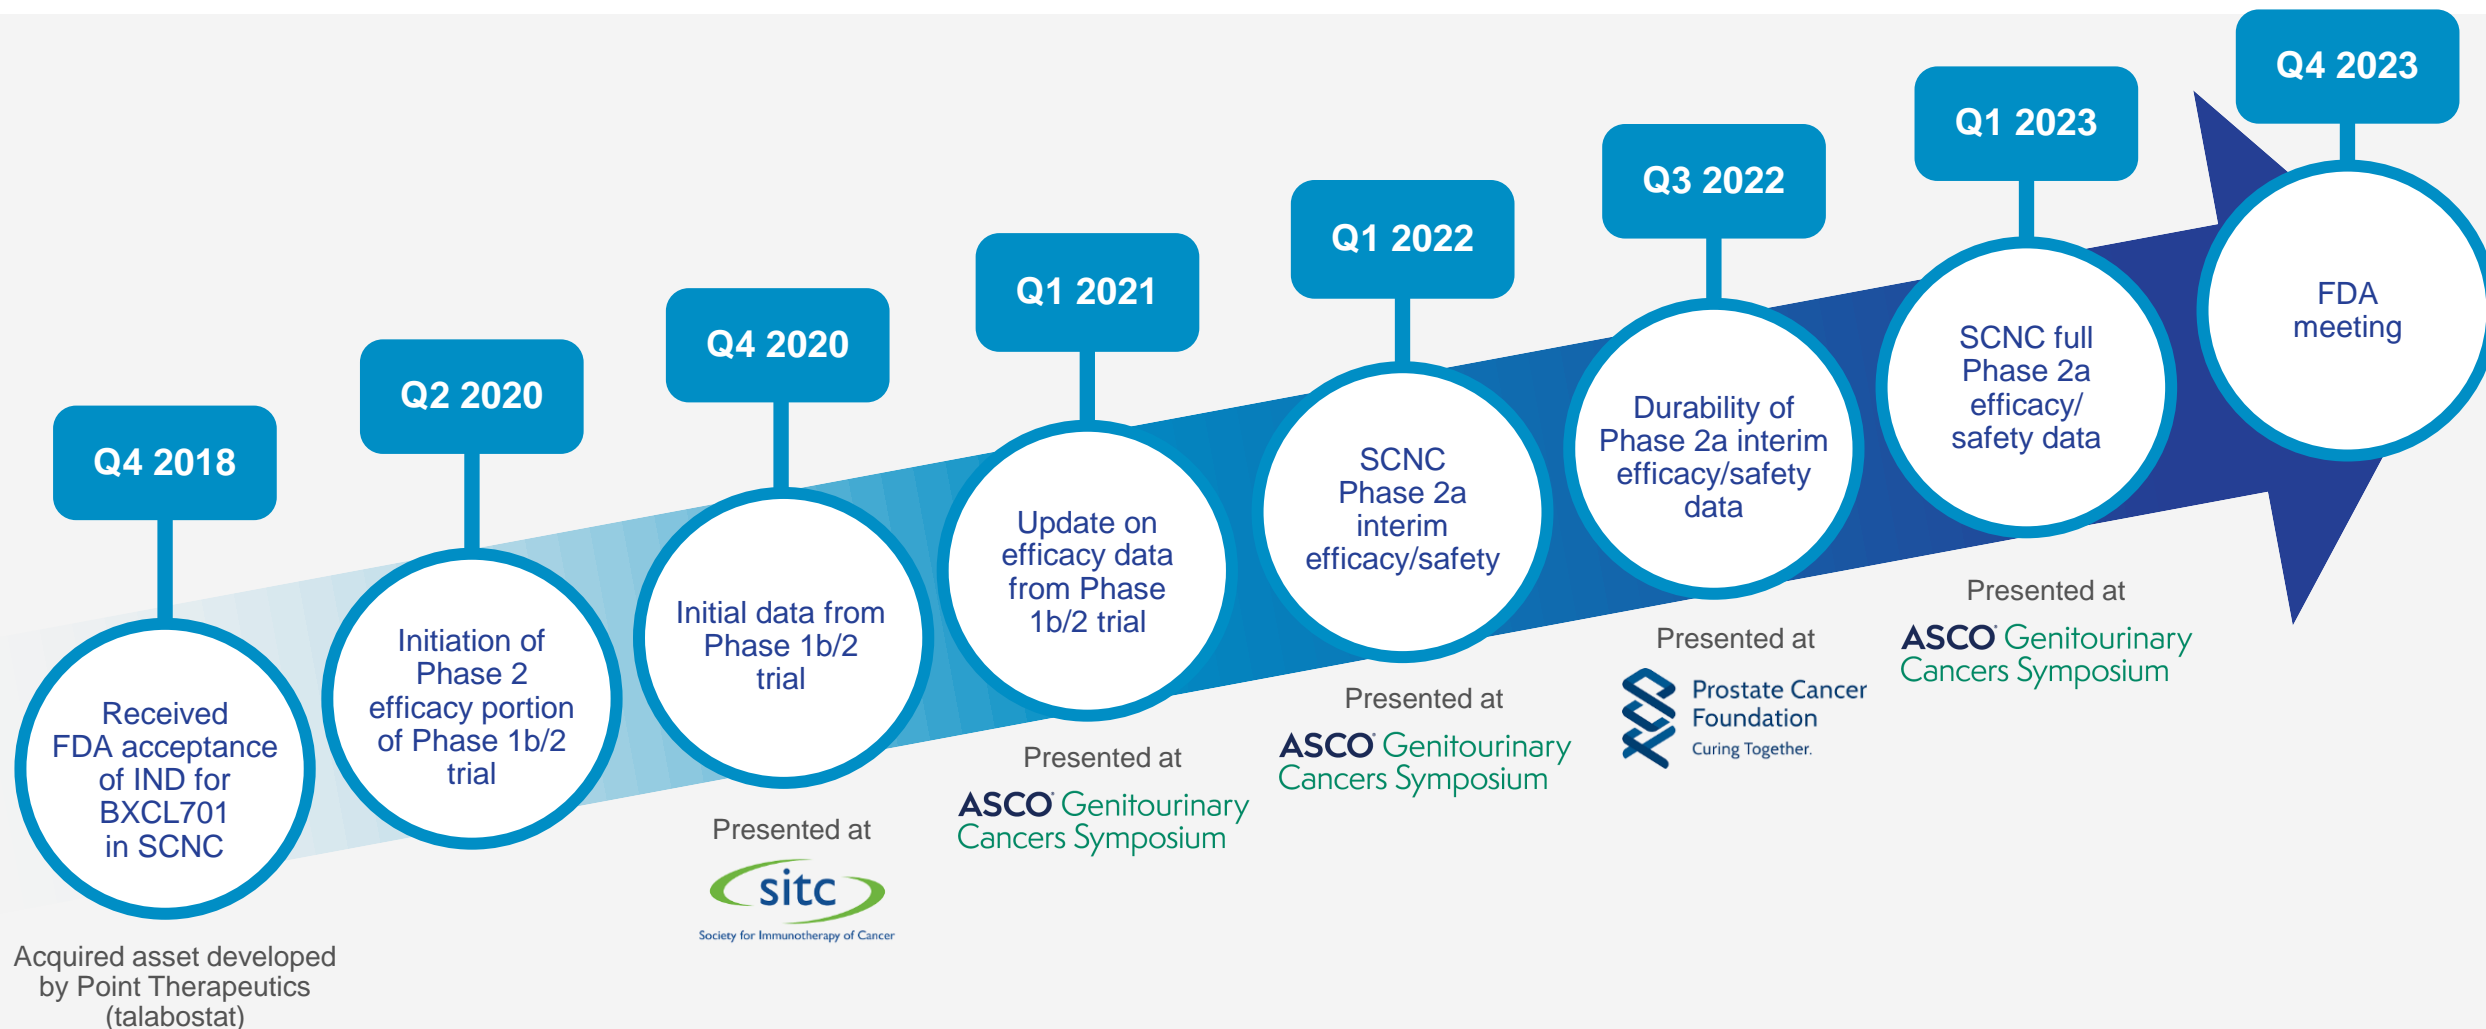 Q4 2018
Received
FDA acceptance
of IND for
BXCL701
in SCNC
Acquired asset developed
by Point Therapeutics
(talabostat)
Q2 2020
Initiation of
Phase 2
efficacy portion
of Phase 1b/2
trial
Q4 2020
Initial data from
Phase 1b/2
trial
Presented at
sitc
Society for Immunotherapy of Cancer
Q1 2021
Update on
efficacy data
from Phase
1b/2 trial
Presented at
ASCO Genitourinary
Cancers Symposium
Q1 2022
SCNC
Phase 2a
interim
efficacy/safety
Presented at
ASCO Genitourinary
Cancers Symposium
Q3 2022
Durability of
Phase 2a interim
efficacy/safety
data
Presented at
Prostate Cancer
Foundation
Curing Together.
Q1 2023
SCNC full
Phase 2a
efficacy/
safety data
Presented at
ASCO Genitourinary
Cancers Symposium
Q4 2023
FDA
meeting